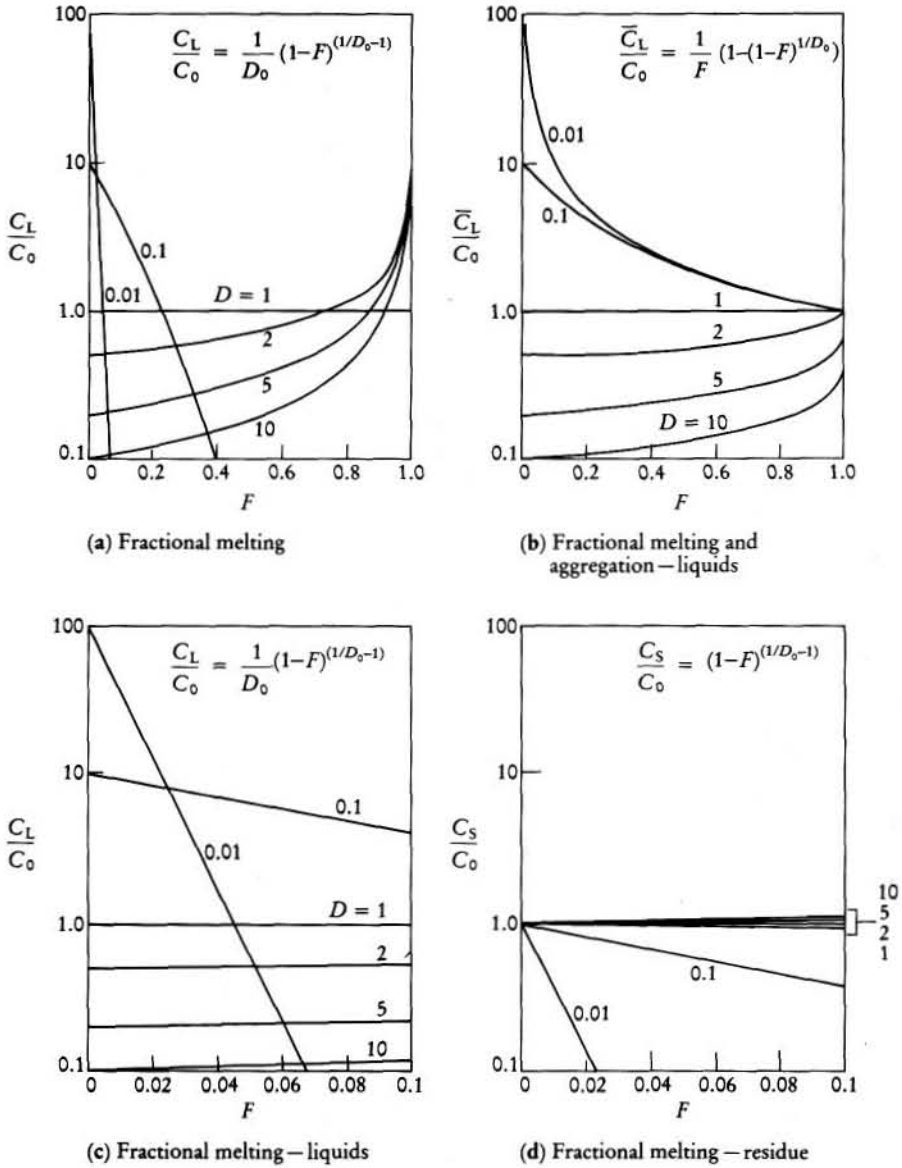 100
10
C_L/C_0
1.0
0.1
C_L/C_0 = 1/D_0 (1–F)^(1/D_0–1)
0.01
0.1
D = 1
2
5
10
0 0.2 0.4 0.6 0.8 1.0
F
(a) Fractional melting
100
10
C̅_L/C_0
1.0
0.1
C̅_L/C_0 = 1/F (1–(1–F)^1/D_0)
0.01
0.1
1
2
5
D = 10
0 0.2 0.4 0.6 0.8 1.0
F
(b) Fractional melting and
aggregation—liquids
100
10
C_L/C_0
1.0
0.1
C_L/C_0 = 1/D_0 (1–F)^(1/D_0–1)
0.1
0.01
D = 1
2
5
10
0 0.02 0.04 0.06 0.08 0.1
F
(c) Fractional melting—liquids
100
10
C_S/C_0
1.0
0.1
C_S/C_0 = (1–F)^(1/D_0–1)
10
5
2
1
0.1
0.01
0 0.02 0.04 0.06 0.08 0.1
F
(d) Fractional melting—residue